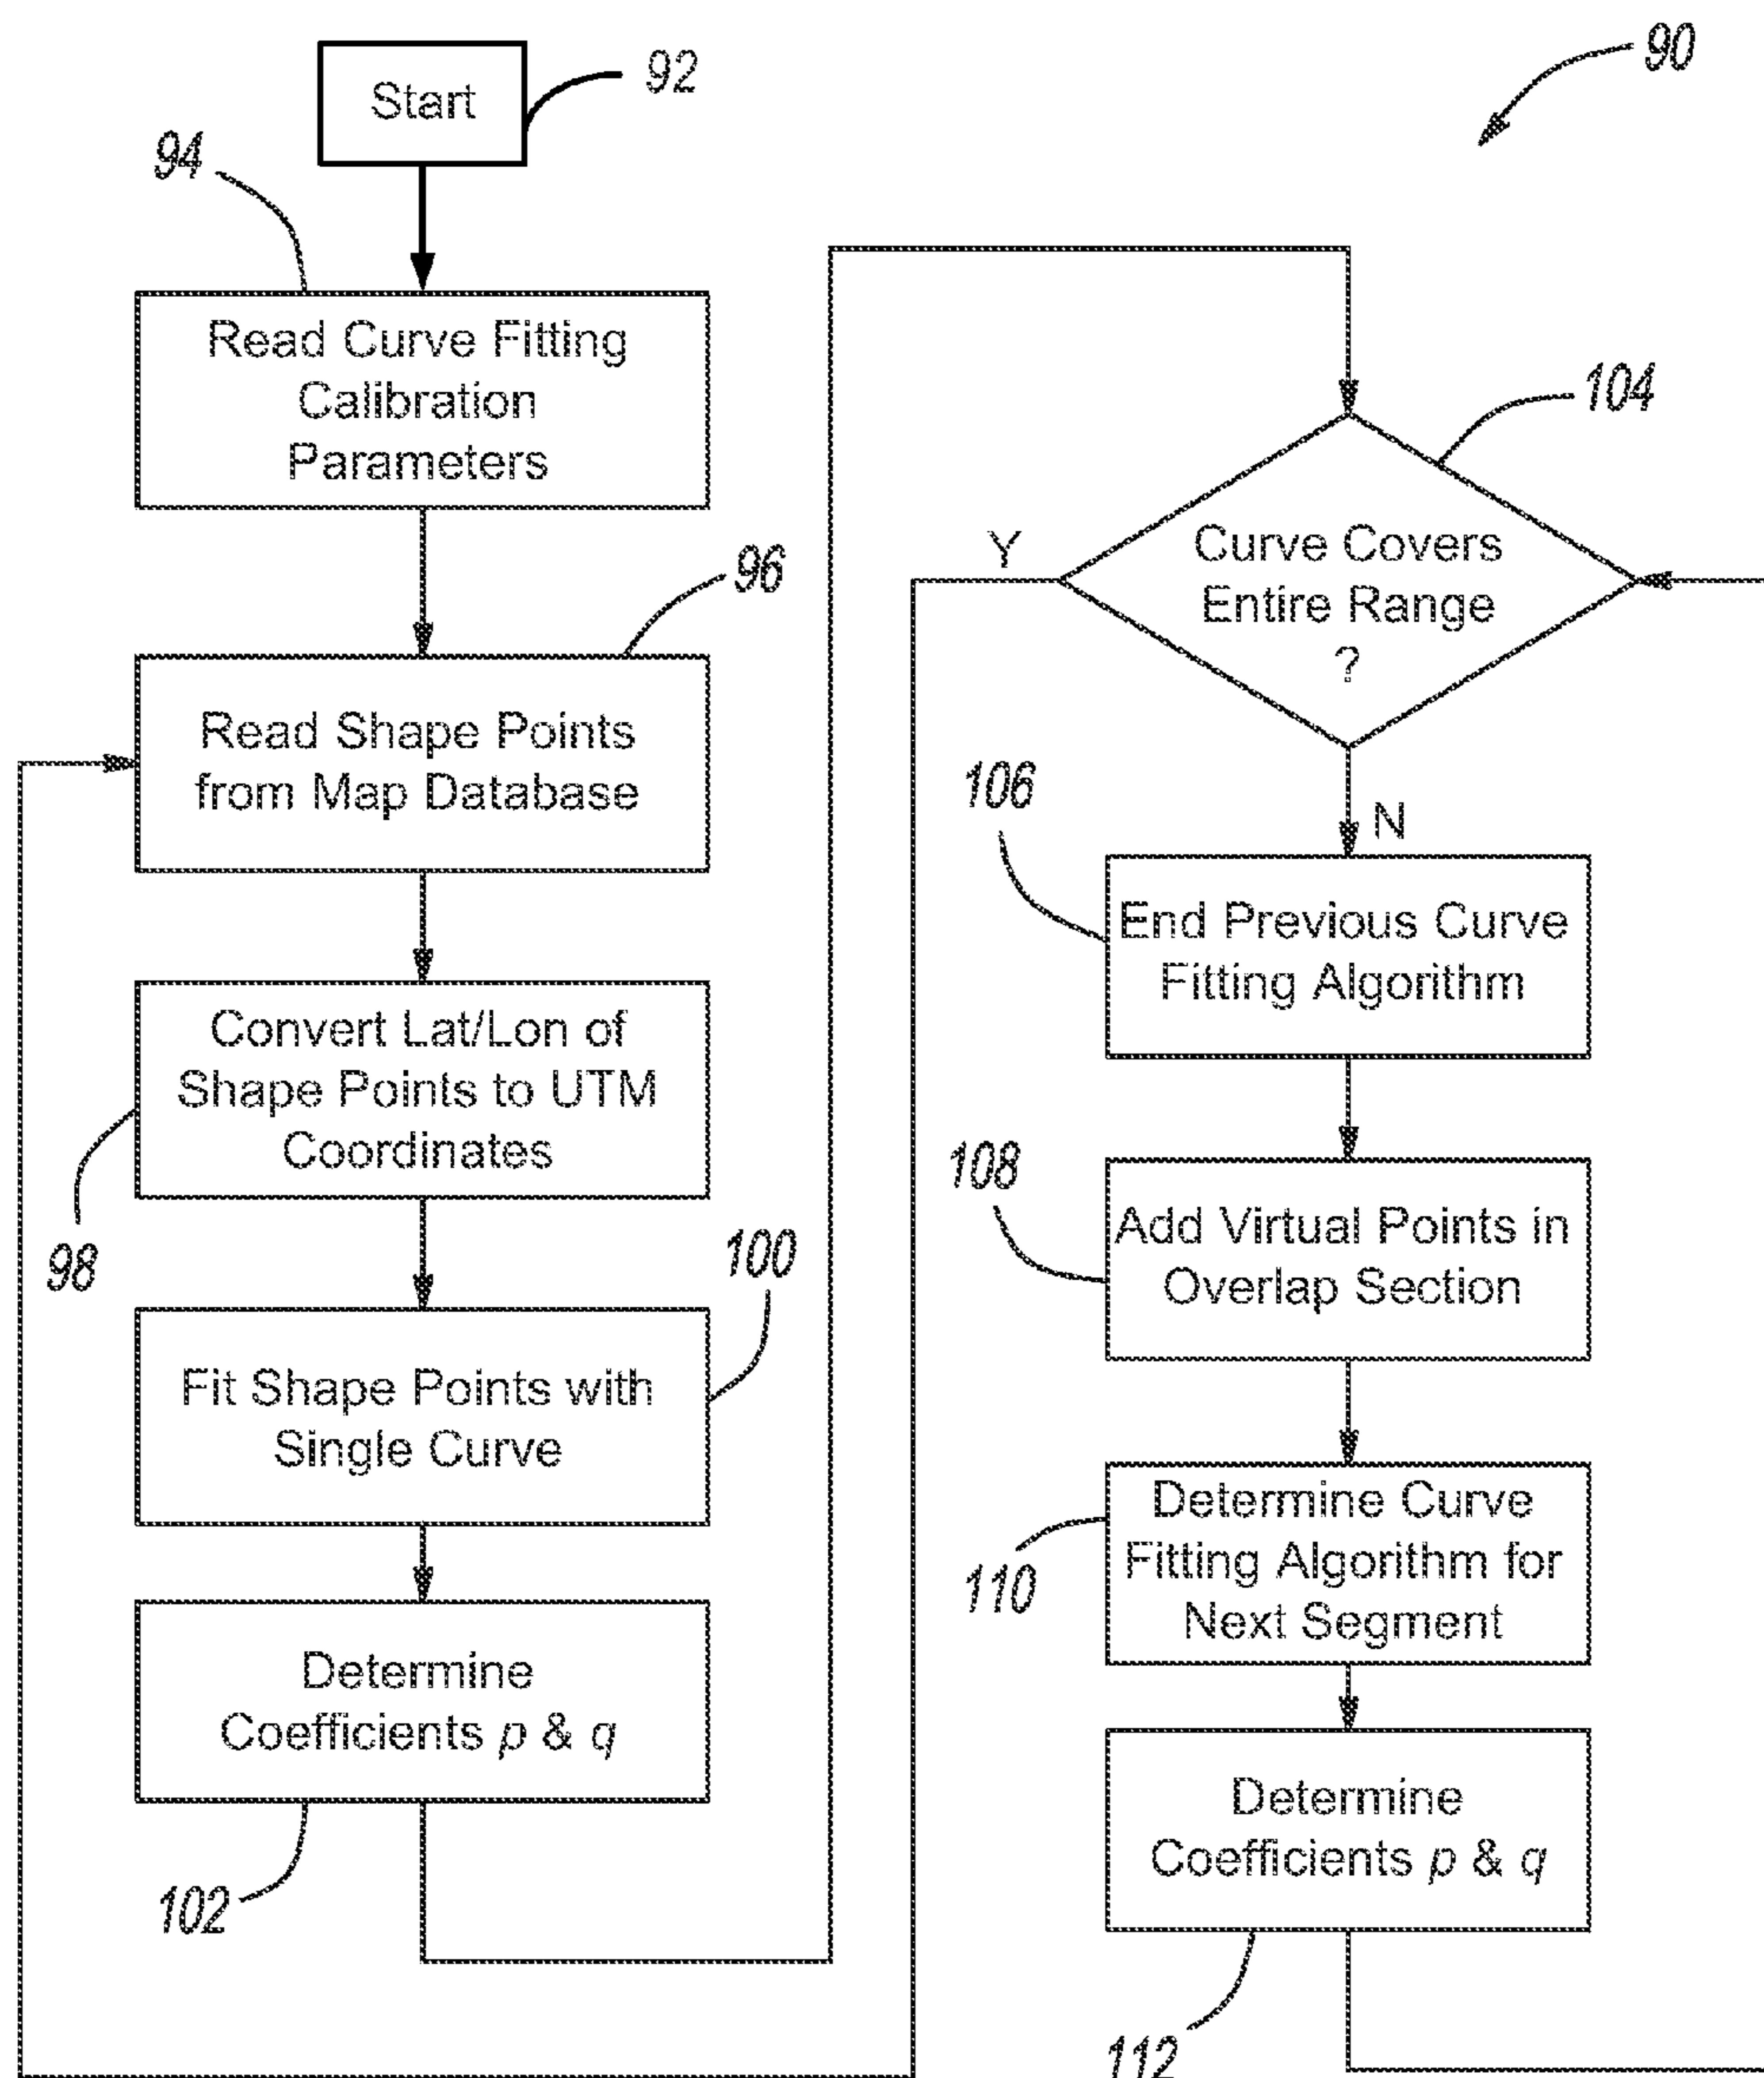 Start
92
90
94
Read Curve Fitting
Calibration
Parameters
96
Read Shape Points
from Map Database
Convert Lat/Lon of
Shape Points to UTM
Coordinates
98
100
Fit Shape Points with
Single Curve
Determine
Coefficients p & q
102
104
Curve Covers
Entire Range
?
Y
N
106
End Previous Curve
Fitting Algorithm
108
Add Virtual Points in
Overlap Section
Determine Curve
Fitting Algorithm for
Next Segment
110
Determine
Coefficients p & q
112